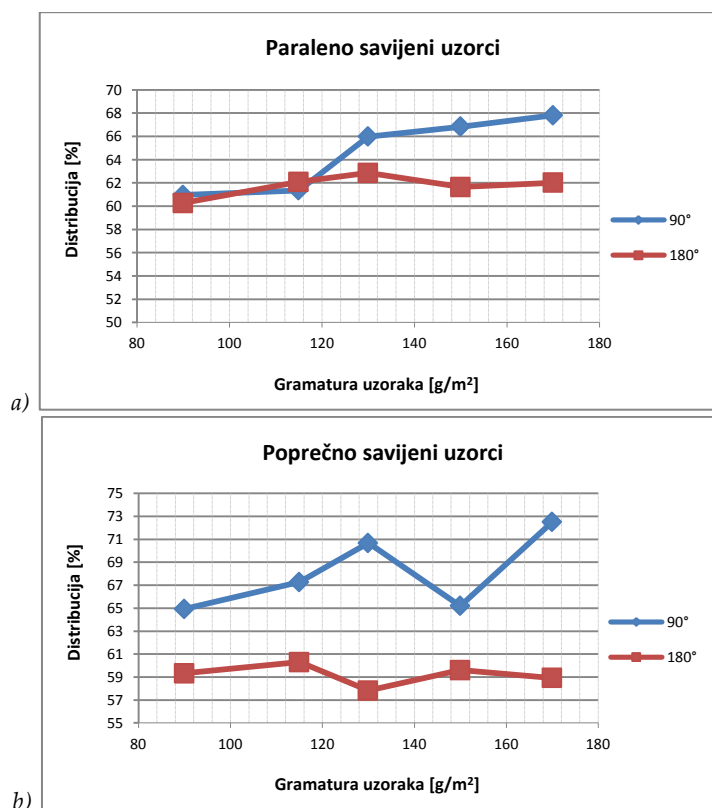 Paraleno savijeni uzorci
Distribucija [%]
70
68
66
64
62
60
58
56
54
52
50
80 100 120 140 160 180
Gramatura uzoraka [g/m²]
90°
180°
a)
Poprečno savijeni uzorci
Distribucija [%]
75
73
71
69
67
65
63
61
59
57
55
80 100 120 140 160 180
Gramatura uzoraka [g/m²]
90°
180°
b)